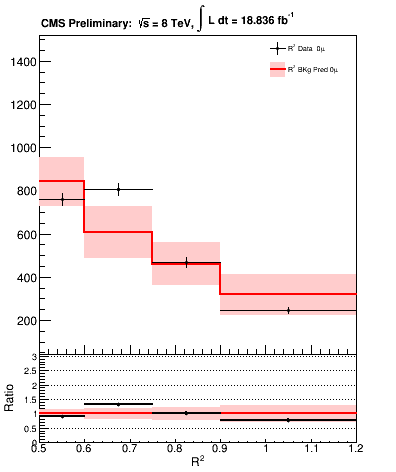 CMS Preliminary: √s = 8 TeV, ∫ L dt = 18.836 fb⁻¹
R² Data 0μ
R² BKg Pred 0μ
1400
1200
1000
800
600
400
200
3
2.5
2
1.5
1
0.5
0
Ratio
0.5 0.6 0.7 0.8 0.9 1 1.1 1.2
R²